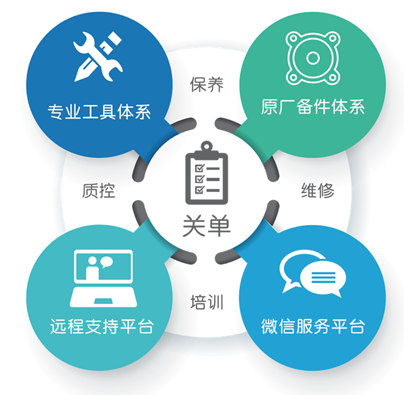 保养
专业工具体系
原厂备件体系
质控
关单
维修
培训
远程支持平台
微信服务平台